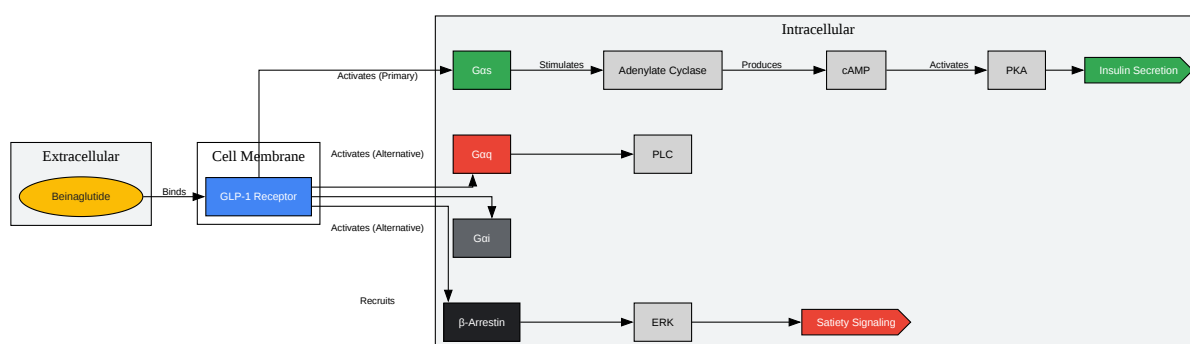 Intracellular
Activates (Primary)
Gαs
Stimulates
Adenylate Cyclase
Produces
cAMP
Activates
PKA
Insulin Secretion
Extracellular
Cell Membrane
Activates (Alternative)
Gαq
PLC
Beinaglutide
Binds
GLP-1 Receptor
Activates (Alternative)
Gαi
Recruits
β-Arrestin
ERK
Satiety Signaling